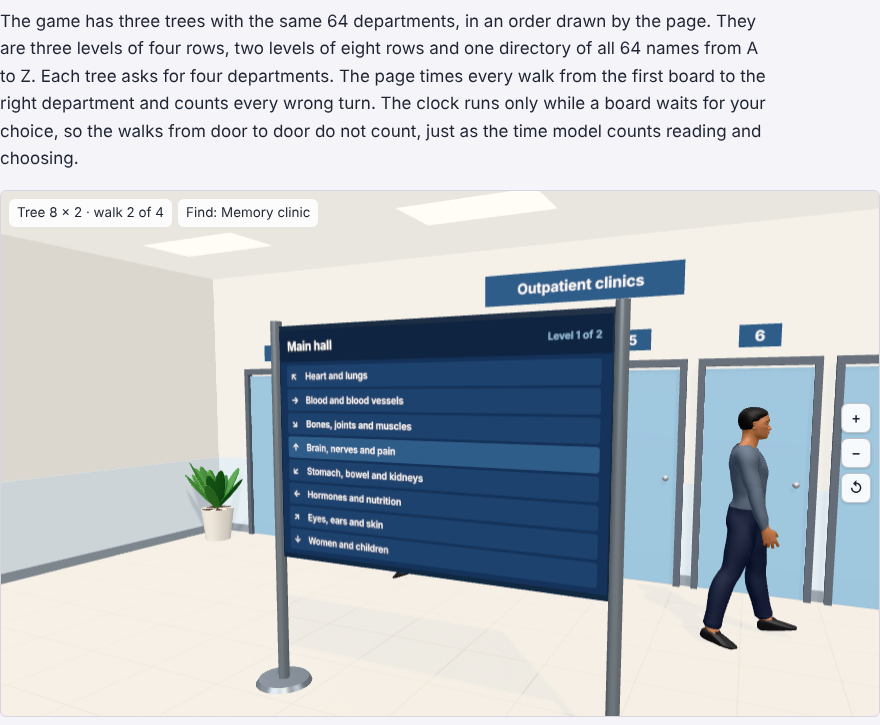 The game has three trees with the same 64 departments, in an order drawn by the page. They
are three levels of four rows, two levels of eight rows and one directory of all 64 names from A
to Z. Each tree asks for four departments. The page times every walk from the first board to the
right department and counts every wrong turn. The clock runs only while a board waits for your
choice, so the walks from door to door do not count, just as the time model counts reading and
choosing.
Tree 8 × 2 · walk 2 of 4
Find: Memory clinic
Outpatient clinics
Main hall
Level 1 of 2
5
6
↖ Heart and lungs
→ Blood and blood vessels
↘ Bones, joints and muscles
↑ Brain, nerves and pain
↙ Stomach, bowel and kidneys
← Hormones and nutrition
↗ Eyes, ears and skin
↓ Women and children
+
−